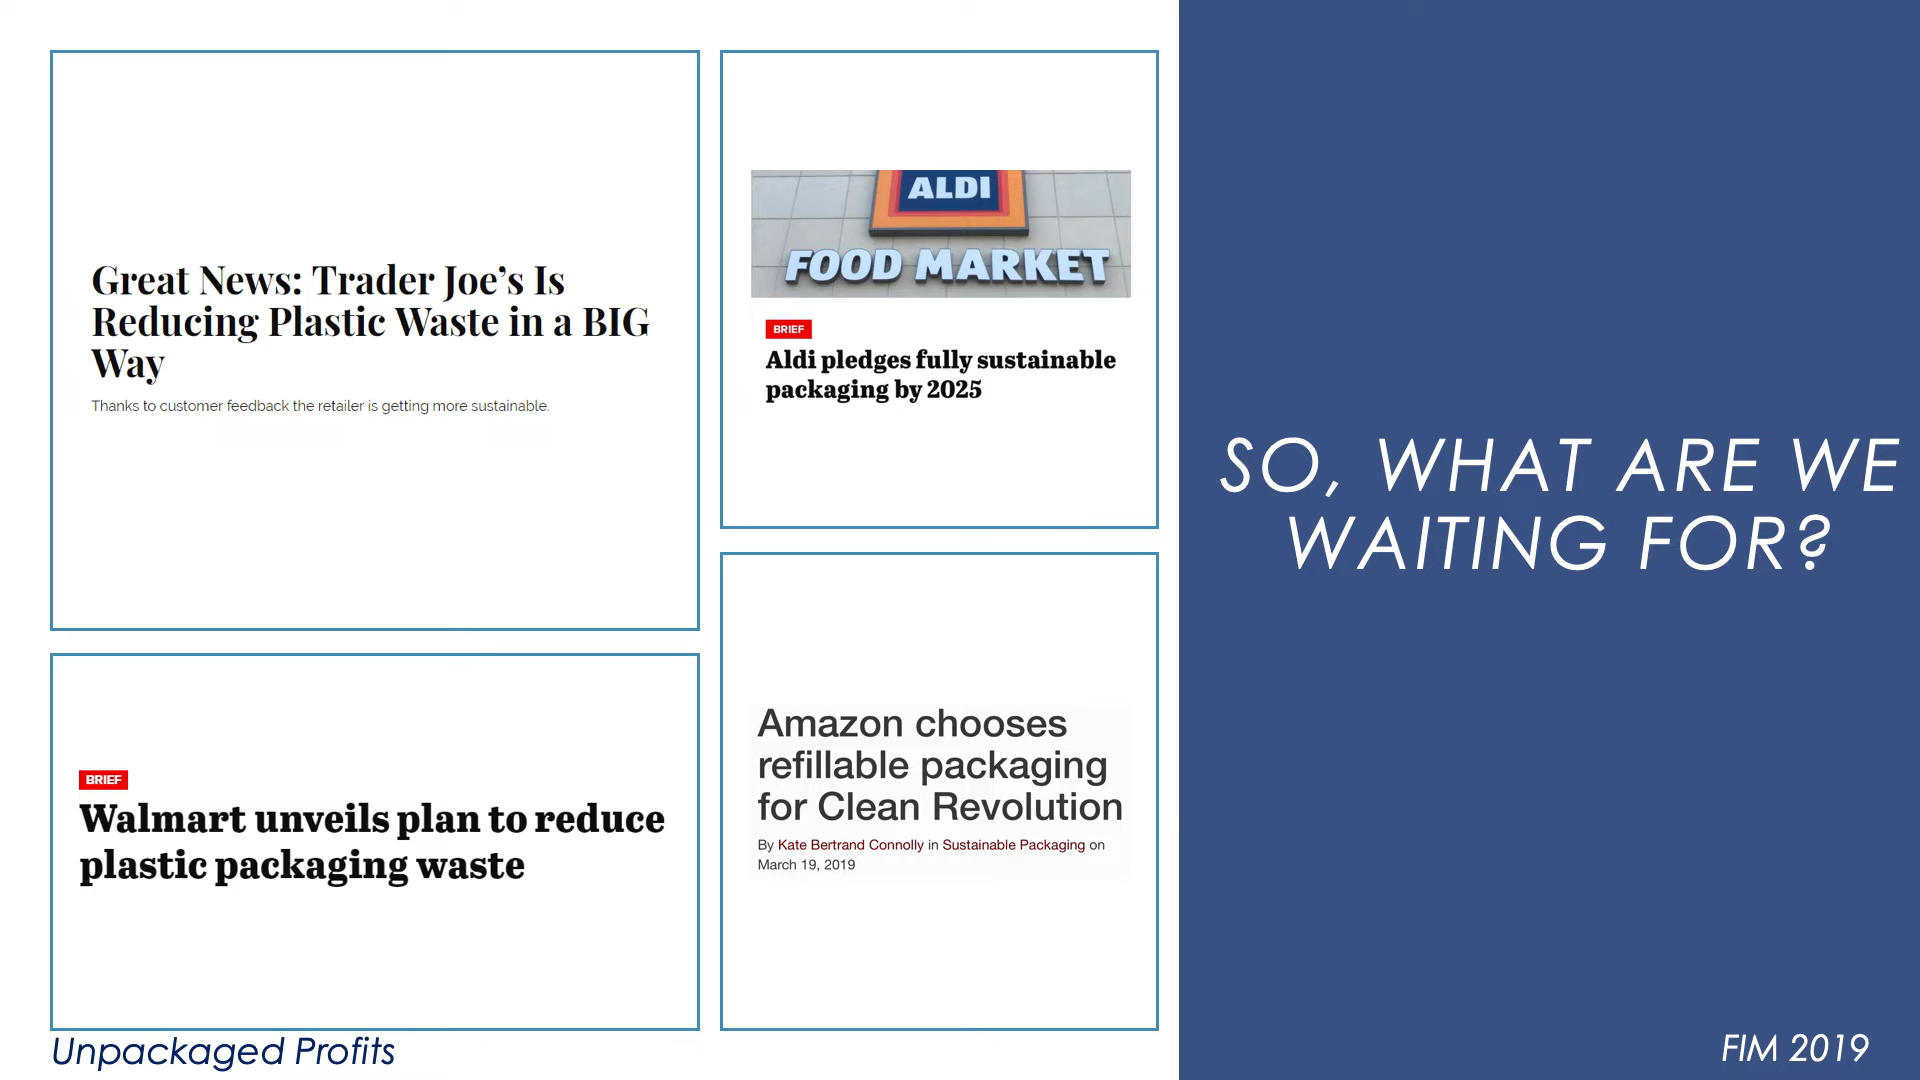 Great News: Trader Joe's Is
Reducing Plastic Waste in a BIG
Way
Thanks to customer feedback the retailer is getting more sustainable.
ALDI
FOOD MARKET
BRIEF
Aldi pledges fully sustainable
packaging by 2025
BRIEF
Walmart unveils plan to reduce
plastic packaging waste
Amazon chooses
refillable packaging
for Clean Revolution
By Kate Bertrand Connolly in Sustainable Packaging on
March 19, 2019
SO, WHAT ARE WE
WAITING FOR?
Unpackaged Profits
FIM 2019